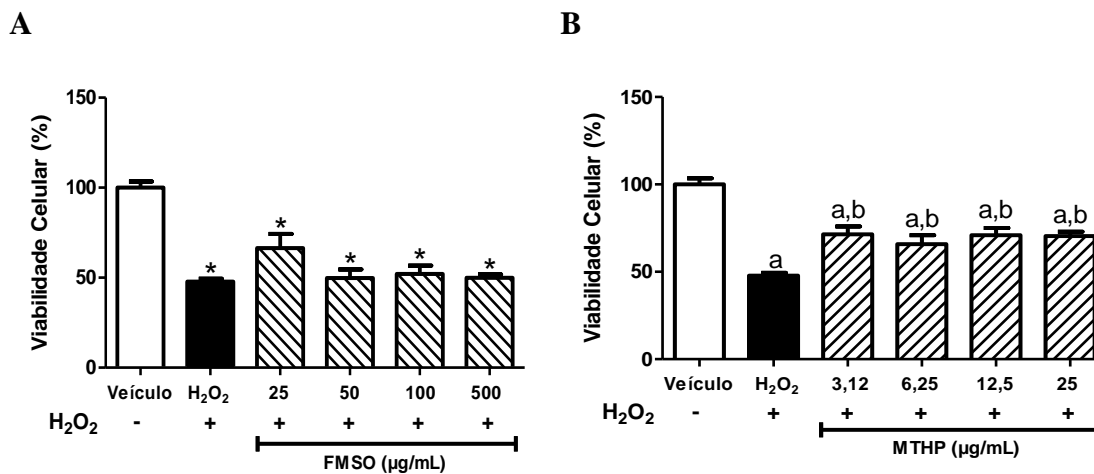 A
Viabilidade Celular (%)
150
100
50
0
*
*
*
*
*
Veículo
H₂O₂
25
50
100
500
H₂O₂
-
+
+
+
+
+
FMSO (µg/mL)
B
Viabilidade Celular (%)
150
100
50
0
a
a,b
a,b
a,b
a,b
Veículo
H₂O₂
3,12
6,25
12,5
25
H₂O₂
-
+
+
+
+
+
MTHP (µg/mL)